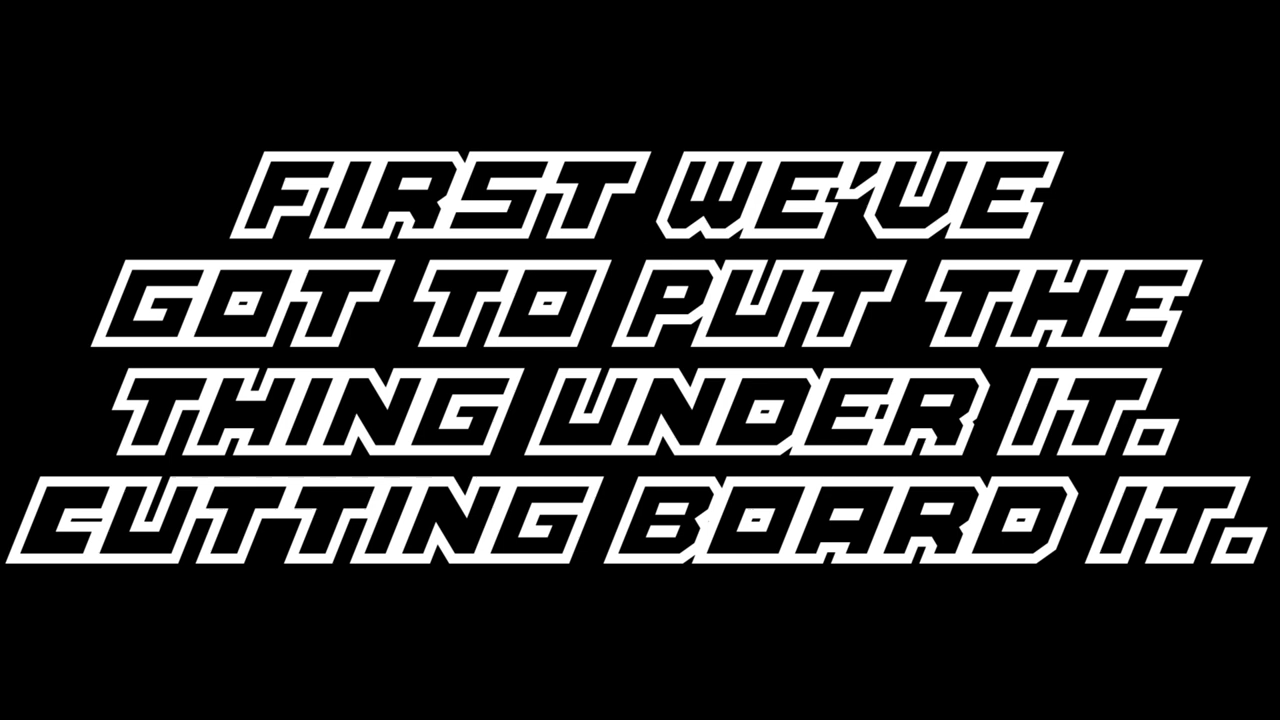 FIRST WE'VE
GOT TO PUT THE
THING UNDER IT.
CUTTING BOARD IT.